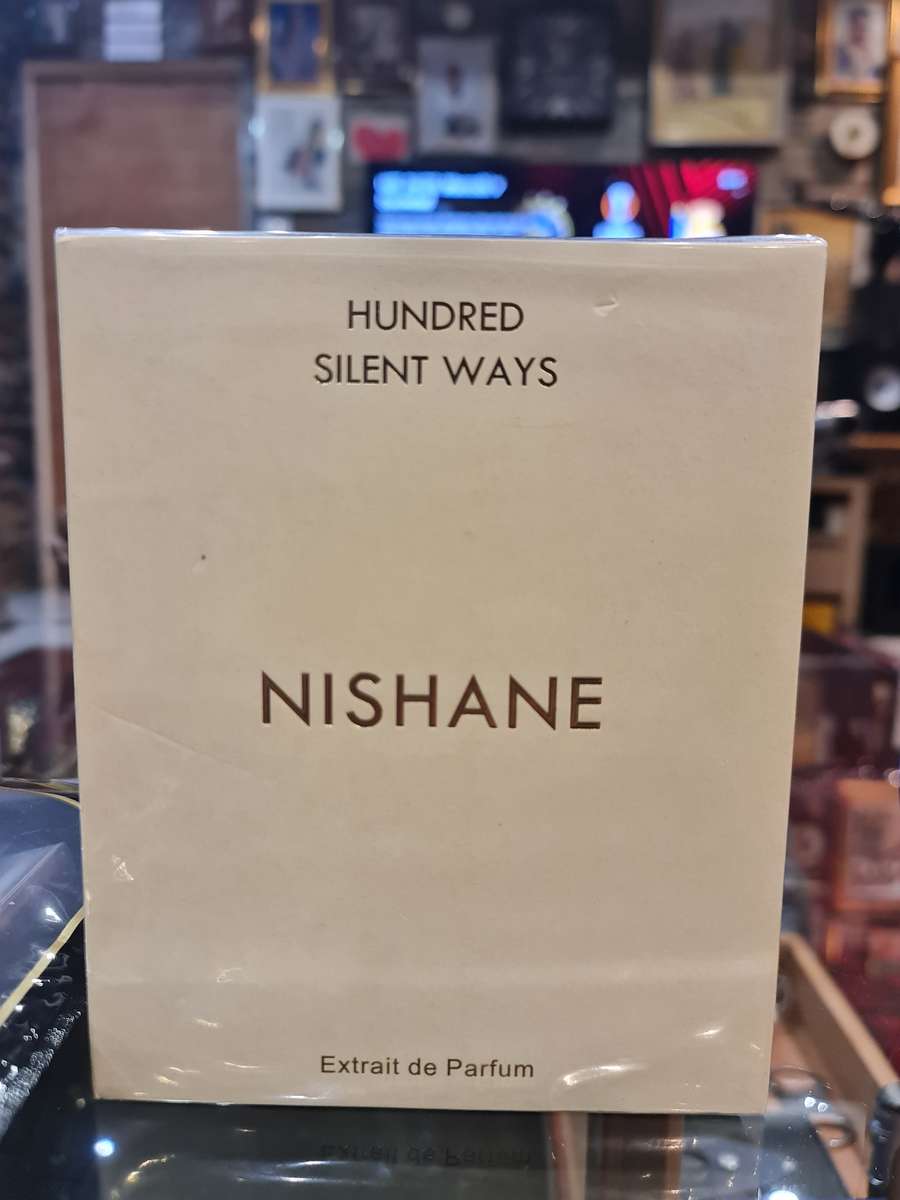 HUNDRED
SILENT WAYS
NISHANE
Extrait de Parfum